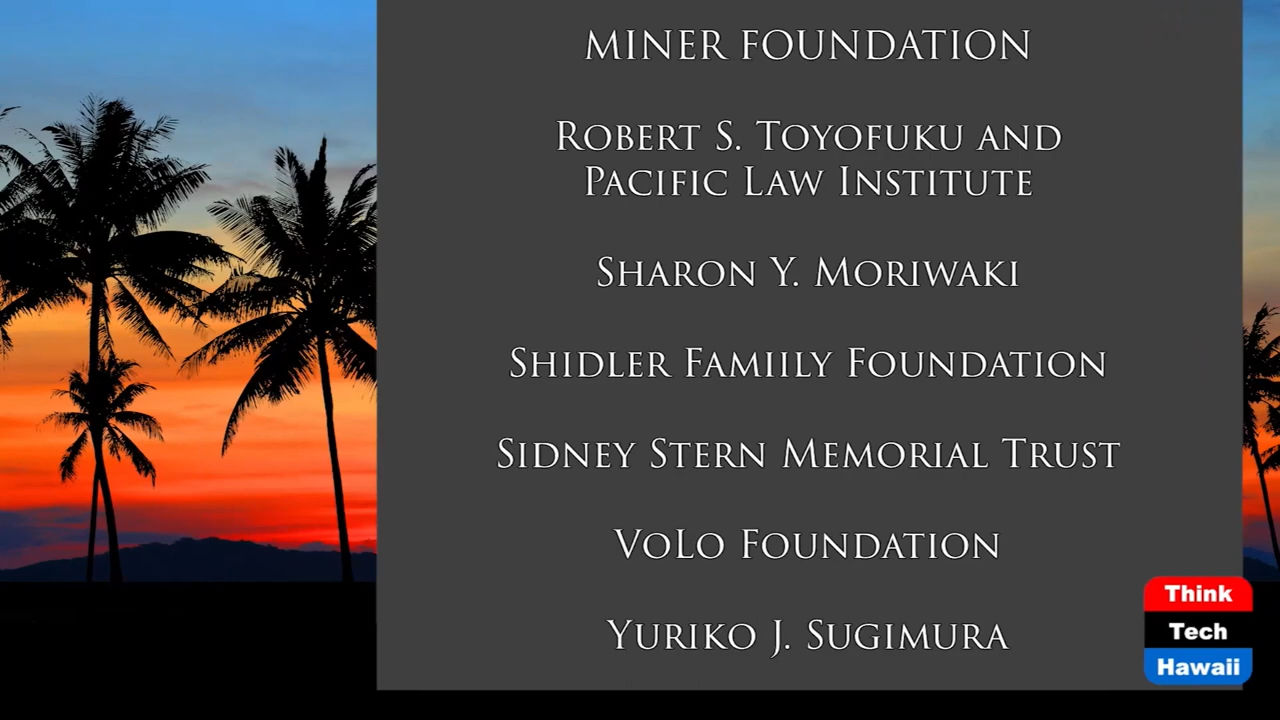 MINER FOUNDATION
ROBERT S. TOYOFUKU AND
PACIFIC LAW INSTITUTE
SHARON Y. MORIWAKI
SHIDLER FAMIILY FOUNDATION
SIDNEY STERN MEMORIAL TRUST
VOLO FOUNDATION
YURIKO J. SUGIMURA
Think
Tech
Hawaii